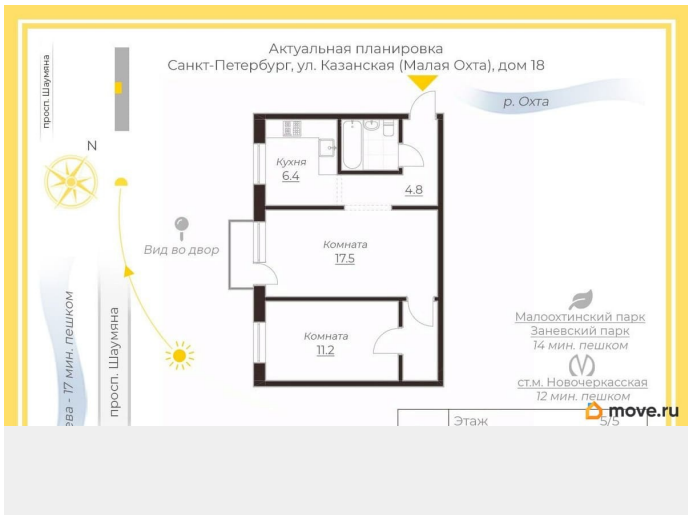 Актуальная планировка
Санкт-Петербург, ул. Казанская (Малая Охта), дом 18
просп. Шаумяна
р. Охта
N
Кухня
6.4
4.8
Вид во двор
Комната
17.5
Комната
11.2
ева - 17 мин. пешком
просп. Шаумяна
Малоохтинский парк
Заневский парк
14 мин. пешком
ст.м. Новочеркасская
12 мин. пешком
move.ru
Этаж 5/5